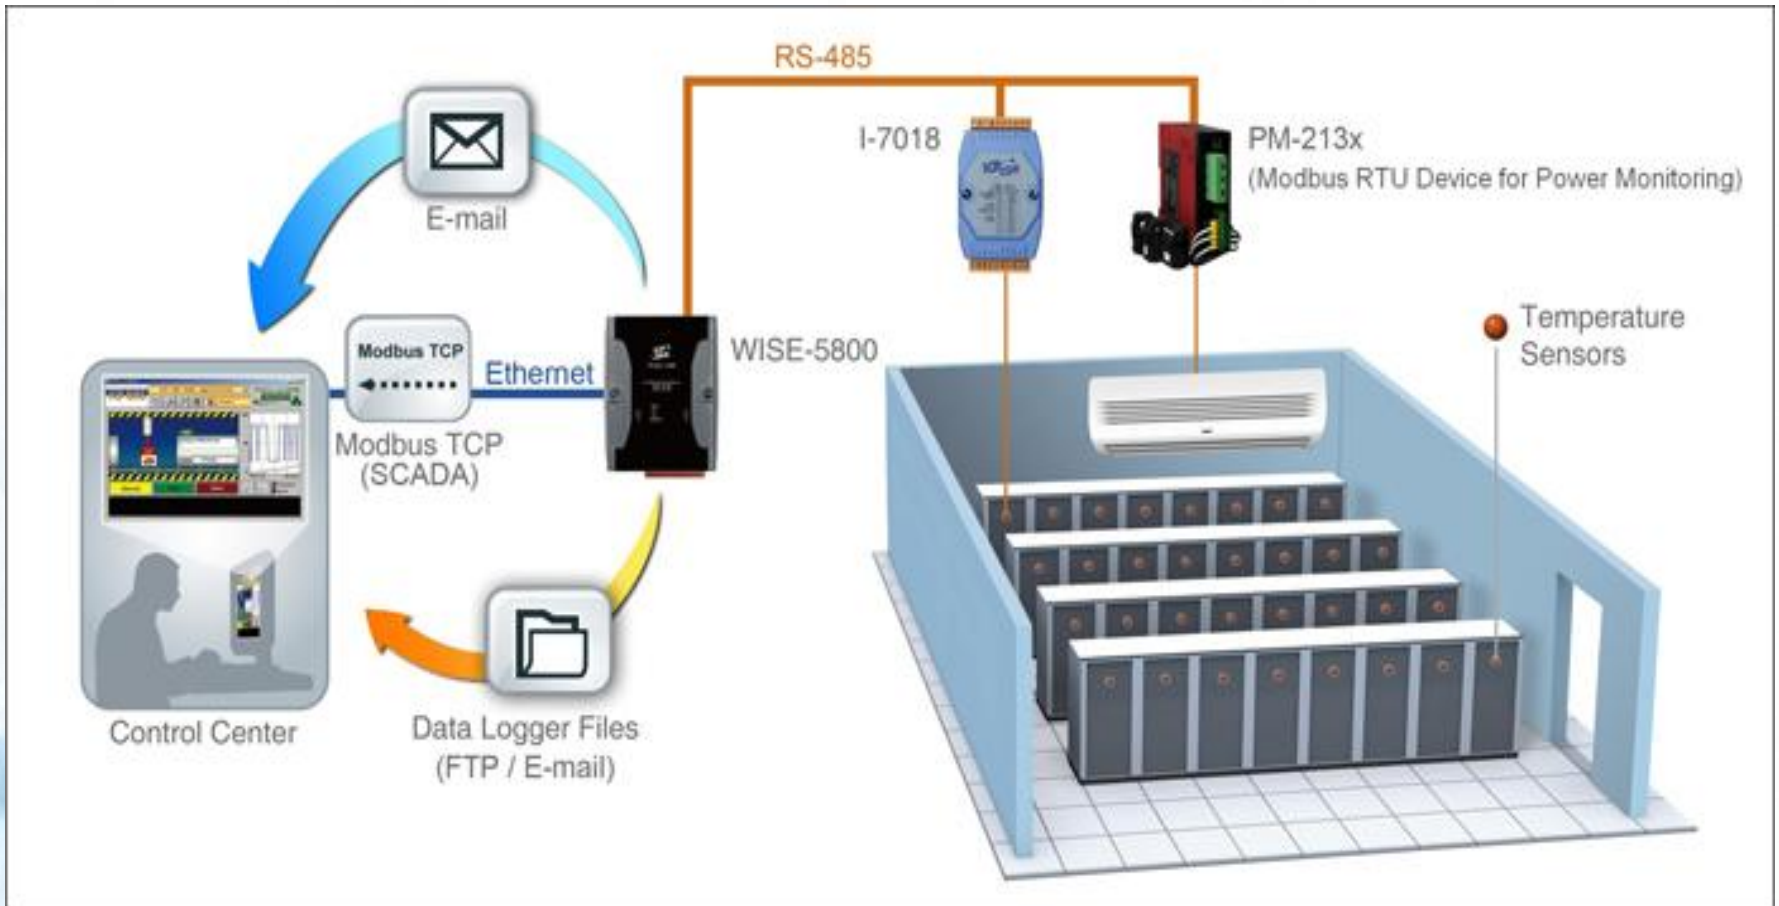 RS-485
I-7018
PM-213x
(Modbus RTU Device for Power Monitoring)
E-mail
Modbus TCP
Ethernet
WISE-5800
Modbus TCP
(SCADA)
Temperature
Sensors
Control Center
Data Logger Files
(FTP / E-mail)